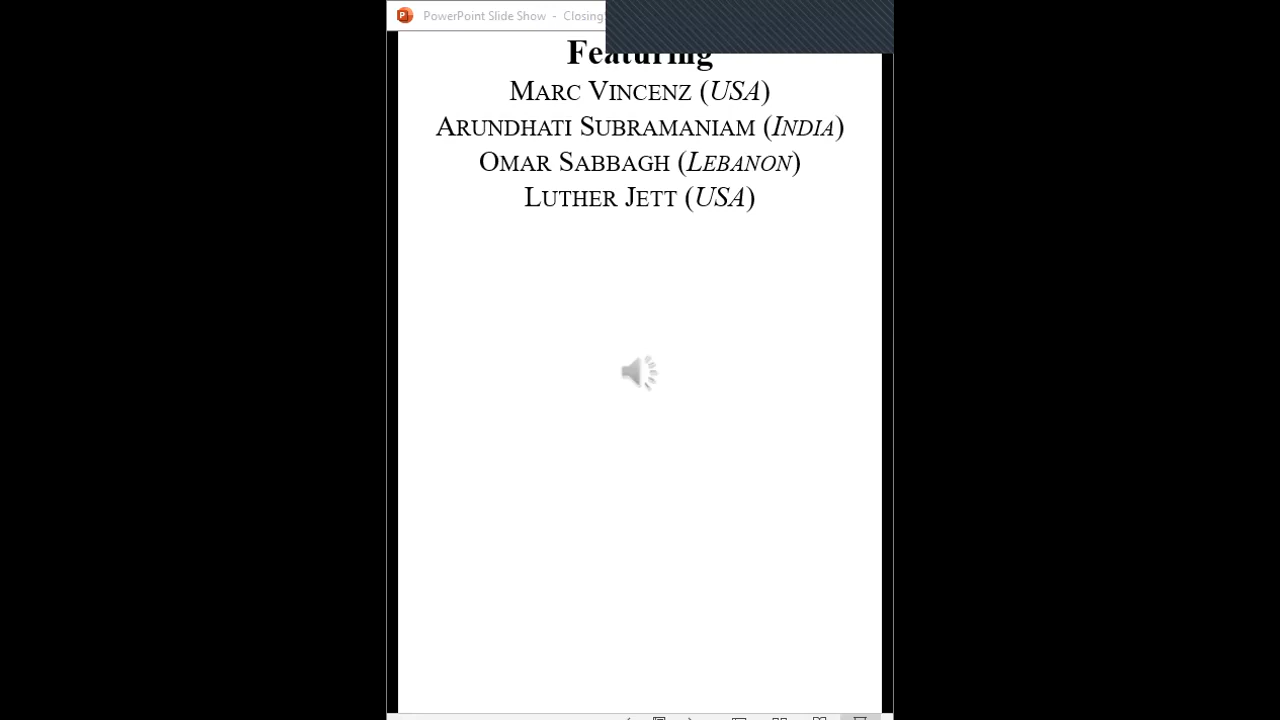 PowerPoint Slide Show - Closing
Featuring
MARC VINCENZ (USA)
ARUNDHATI SUBRAMANIAM (INDIA)
OMAR SABBAGH (LEBANON)
LUTHER JETT (USA)